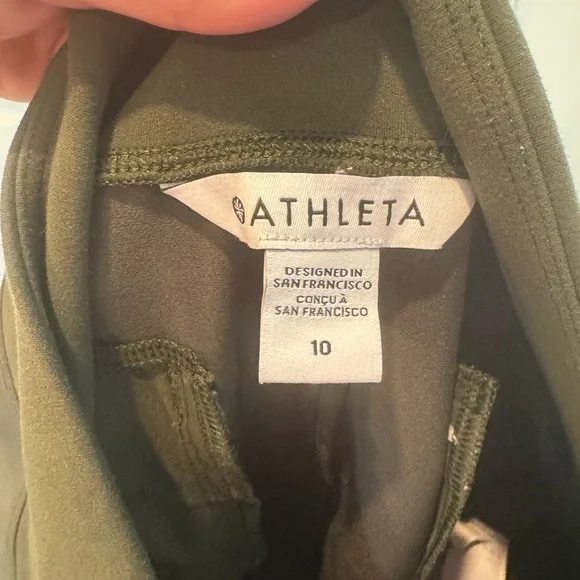 ATHLETA
DESIGNED IN
SAN FRANCISCO
CONÇU À
SAN FRANCISCO
10